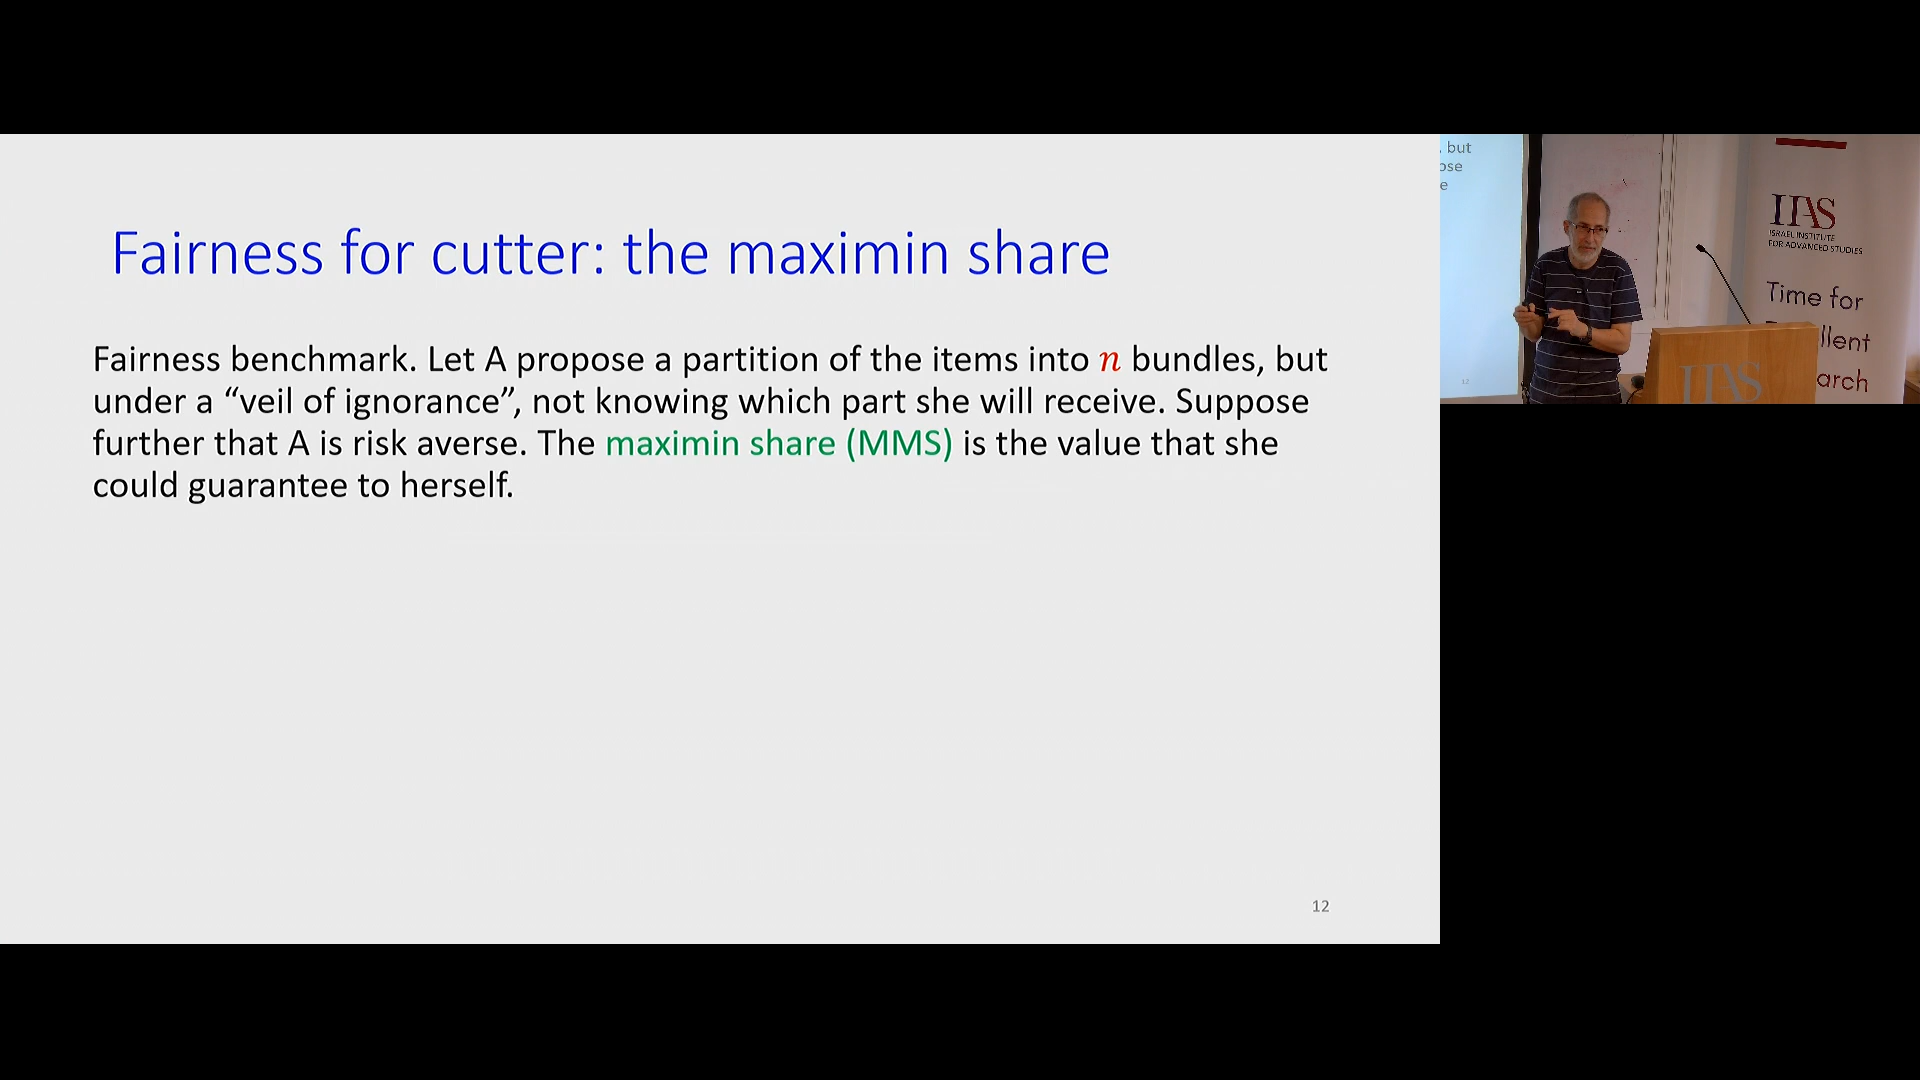 Fairness for cutter: the maximin share
Fairness benchmark. Let A propose a partition of the items into n bundles, but
under a “veil of ignorance”, not knowing which part she will receive. Suppose
further that A is risk averse. The maximin share (MMS) is the value that she
could guarantee to herself.
12
, but
ose
e
12
IIAS
ISRAEL INSTITUTE
FOR ADVANCED STUDIES
Time for
llent
arch
IIAS